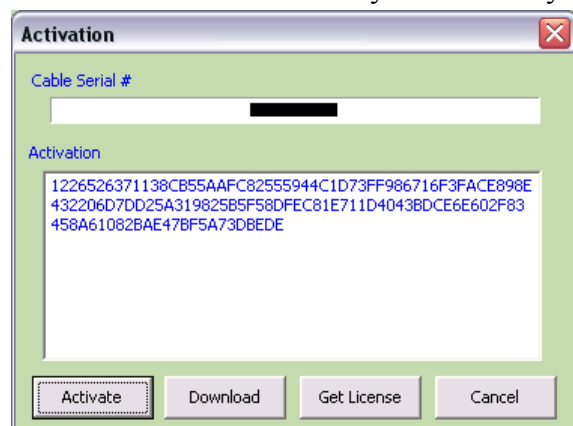 Activation
Cable Serial #
Activation
1226526371138CB55AAFC82555944C1D73FF986716F3FACE898E
432206D7DD25A319825B5F58DFEC81E711D4043BDCE6E602F83
458A61082BAE47BF5A73DBEDE
Activate Download Get License Cancel